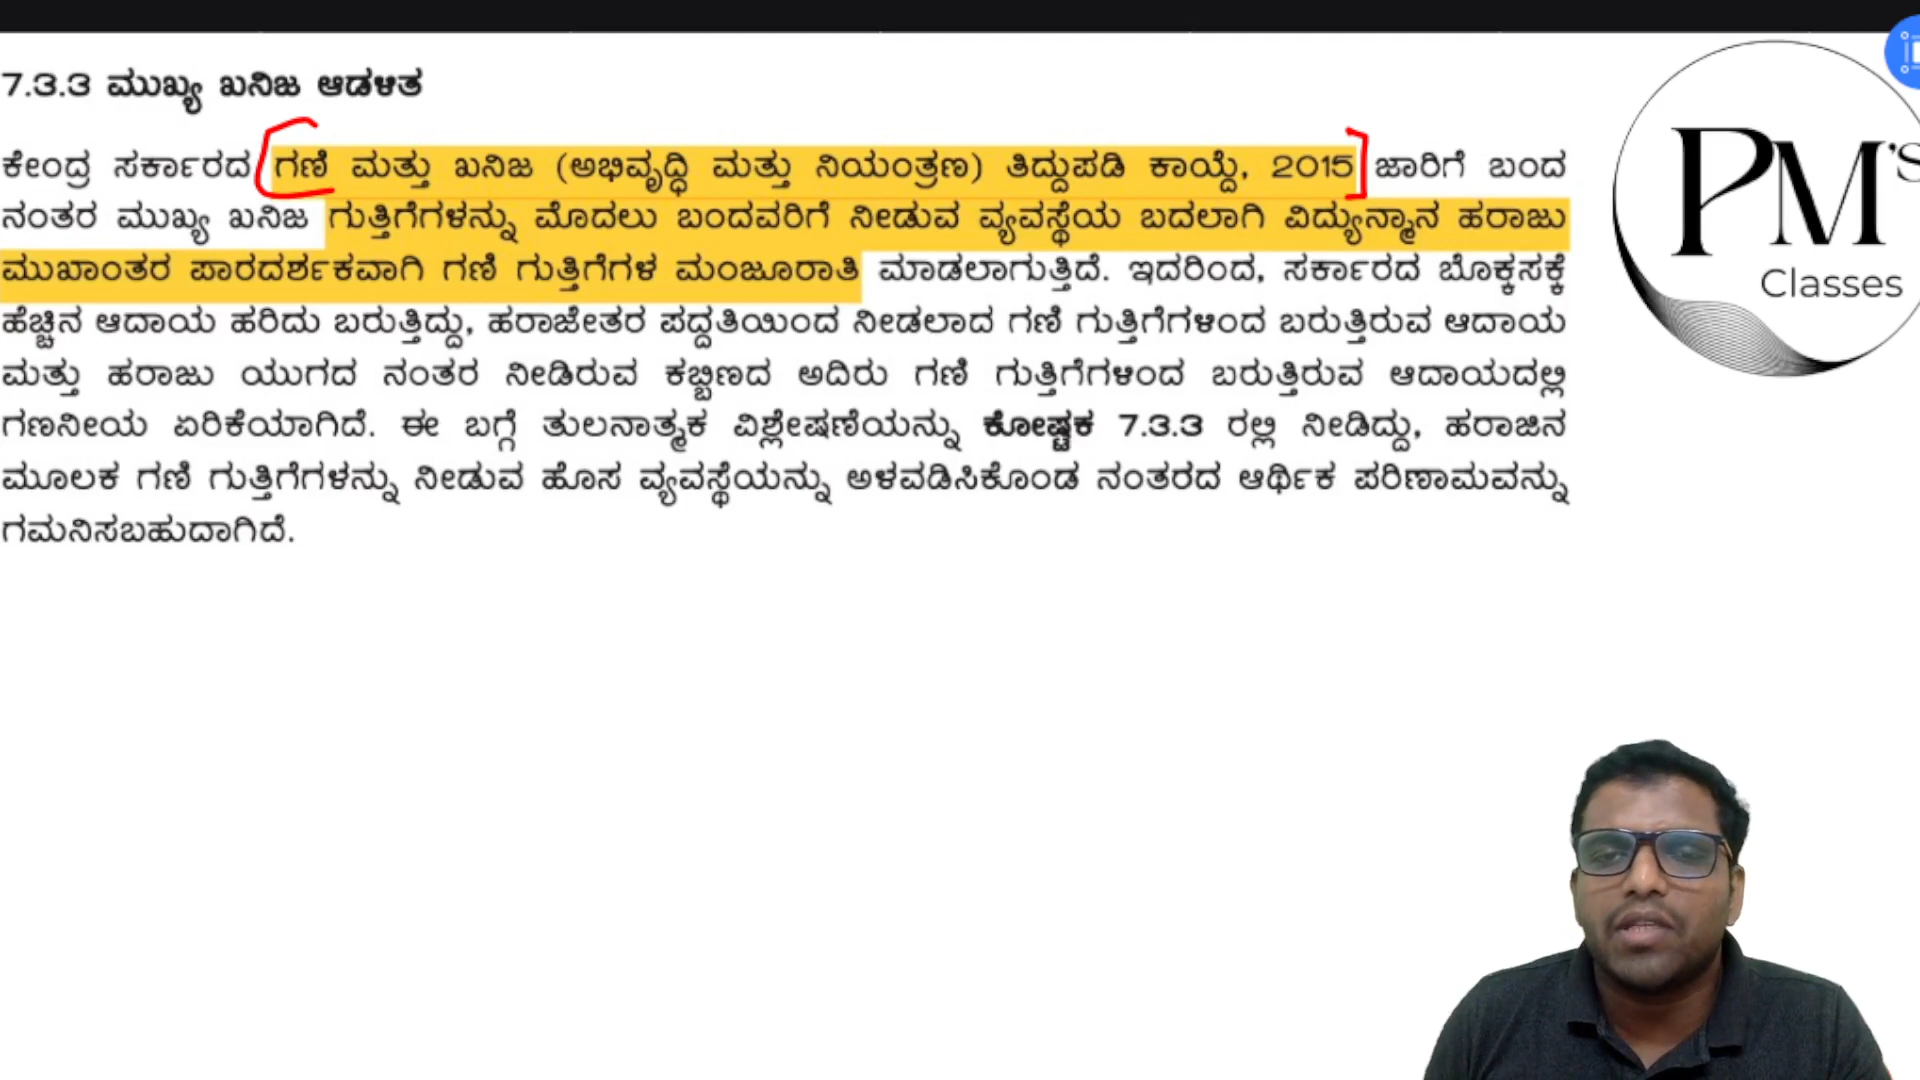 7.3.3 ಮುಖ್ಯ ಖನಿಜ ಆಡಳಿತ
ಕೇಂದ್ರ ಸರ್ಕಾರದ ಗಣಿ ಮತ್ತು ಖನಿಜ (ಅಭಿವೃದ್ಧಿ ಮತ್ತು ನಿಯಂತ್ರಣ) ತಿದ್ದುಪಡಿ ಕಾಯ್ದೆ, 2015 ಜಾರಿಗೆ ಬಂದ
ನಂತರ ಮುಖ್ಯ ಖನಿಜ ಗುತ್ತಿಗೆಗಳನ್ನು ಮೊದಲು ಬಂದವರಿಗೆ ನೀಡುವ ವ್ಯವಸ್ಥೆಯ ಬದಲಾಗಿ ವಿದ್ಯುನ್ಮಾನ ಹರಾಜು
ಮುಖಾಂತರ ಪಾರದರ್ಶಕವಾಗಿ ಗಣಿ ಗುತ್ತಿಗೆಗಳ ಮಂಜೂರಾತಿ ಮಾಡಲಾಗುತ್ತಿದೆ. ಇದರಿಂದ, ಸರ್ಕಾರದ ಬೊಕ್ಕಸಕ್ಕೆ
ಹೆಚ್ಚಿನ ಆದಾಯ ಹರಿದು ಬರುತ್ತಿದ್ದು, ಹರಾಜೇತರ ಪದ್ದತಿಯಿಂದ ನೀಡಲಾದ ಗಣಿ ಗುತ್ತಿಗೆಗಳಿಂದ ಬರುತ್ತಿರುವ ಆದಾಯ
ಮತ್ತು ಹರಾಜು ಯುಗದ ನಂತರ ನೀಡಿರುವ ಕಬ್ಬಿಣದ ಅದಿರು ಗಣಿ ಗುತ್ತಿಗೆಗಳಿಂದ ಬರುತ್ತಿರುವ ಆದಾಯದಲ್ಲಿ
ಗಣನೀಯ ಏರಿಕೆಯಾಗಿದೆ. ಈ ಬಗ್ಗೆ ತುಲನಾತ್ಮಕ ವಿಶ್ಲೇಷಣೆಯನ್ನು ಕೋಷ್ಟಕ 7.3.3 ರಲ್ಲಿ ನೀಡಿದ್ದು, ಹರಾಜಿನ
ಮೂಲಕ ಗಣಿ ಗುತ್ತಿಗೆಗಳನ್ನು ನೀಡುವ ಹೊಸ ವ್ಯವಸ್ಥೆಯನ್ನು ಅಳವಡಿಸಿಕೊಂಡ ನಂತರದ ಆರ್ಥಿಕ ಪರಿಣಾಮವನ್ನು
ಗಮನಿಸಬಹುದಾಗಿದೆ.
PM's
Classes